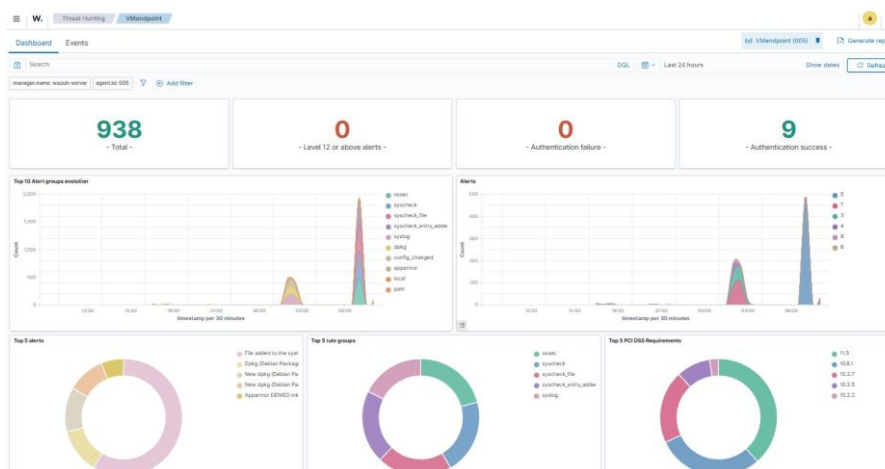 W. Threat Hunting VMendpoint a
Dashboard Events VMendpoint (005) Generate rep
Search DQL Last 24 hours Show dates Refres
manager.name: wazuh-server agent.id: 005 Add filter
938
- Total -
0
- Level 12 or above alerts -
0
- Authentication failure -
9
- Authentication success -
Top 10 Alert groups evolution
Count
timestamp per 30 minutes
ossec
syscheck
syscheck_file
syscheck_entry_adde
syslog
dpkg
config_changed
apparmor
local
pam
Alerts
Count
timestamp per 30 minutes
5
7
3
4
9
8
Top 5 alerts
File added to the syst
Dpkg (Debian Package
New dpkg (Debian Pa
New dpkg (Debian Pa
Apparmor DENIED mk
Top 5 rule groups
ossec
syscheck
syscheck_file
syscheck_entry_adde
syslog
Top 5 PCI DSS Requirements
11.5
10.6.1
10.2.7
10.2.5
10.2.2